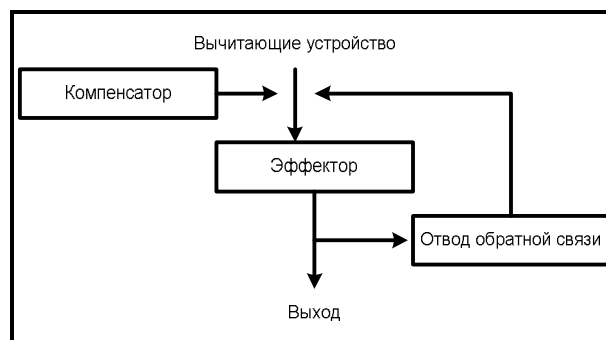 Вычитающие устройство
Компенсатор
Эффектор
Отвод обратной связи
Выход